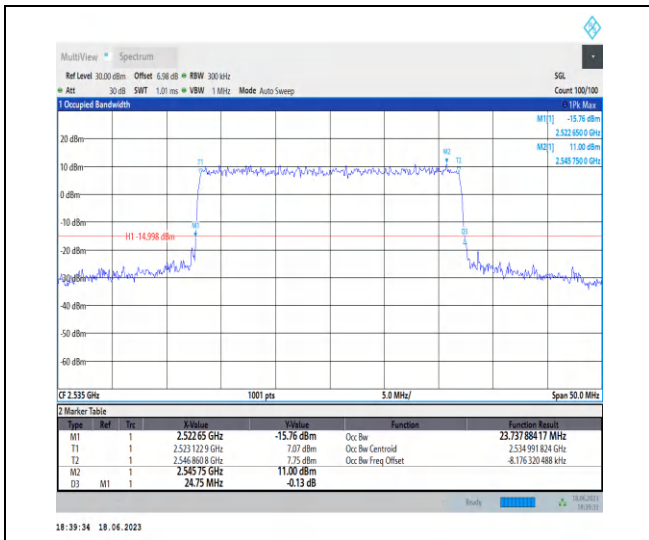 MultiView Spectrum
Ref Level 30.00 dBm Offset 6.98 dB RBW 300 kHz SGL
Att 30 dB SWT 1.01 ms VBW 1 MHz Mode Auto Sweep Count 100/100
1 Occupied Bandwidth 1Pk Max
M1[1] -15.76 dBm
2.522 650 0 GHz
M2[1] 11.00 dBm
2.545 750 0 GHz
20 dBm
M2
T1 T2
10 dBm
0 dBm
-10 dBm
M1
D3
H1 -14.998 dBm
-20 dBm
-30 dBm
-40 dBm
-50 dBm
-60 dBm
CF 2.535 GHz 1001 pts 5.0 MHz/ Span 50.0 MHz
2 Marker Table
Type Ref Trc X-Value Y-Value Function Function Result
M1 1 2.522 65 GHz -15.76 dBm Occ Bw 23.737 884 17 MHz
T1 1 2.523 122 9 GHz 7.07 dBm Occ Bw Centroid 2.534 991 824 GHz
T2 1 2.546 860 8 GHz 7.75 dBm Occ Bw Freq Offset -8.176 320 488 kHz
M2 1 2.545 75 GHz 11.00 dBm
D3 M1 1 24.75 MHz -0.13 dB
Ready 18.06.2023
18:39:33
18:39:34 18.06.2023